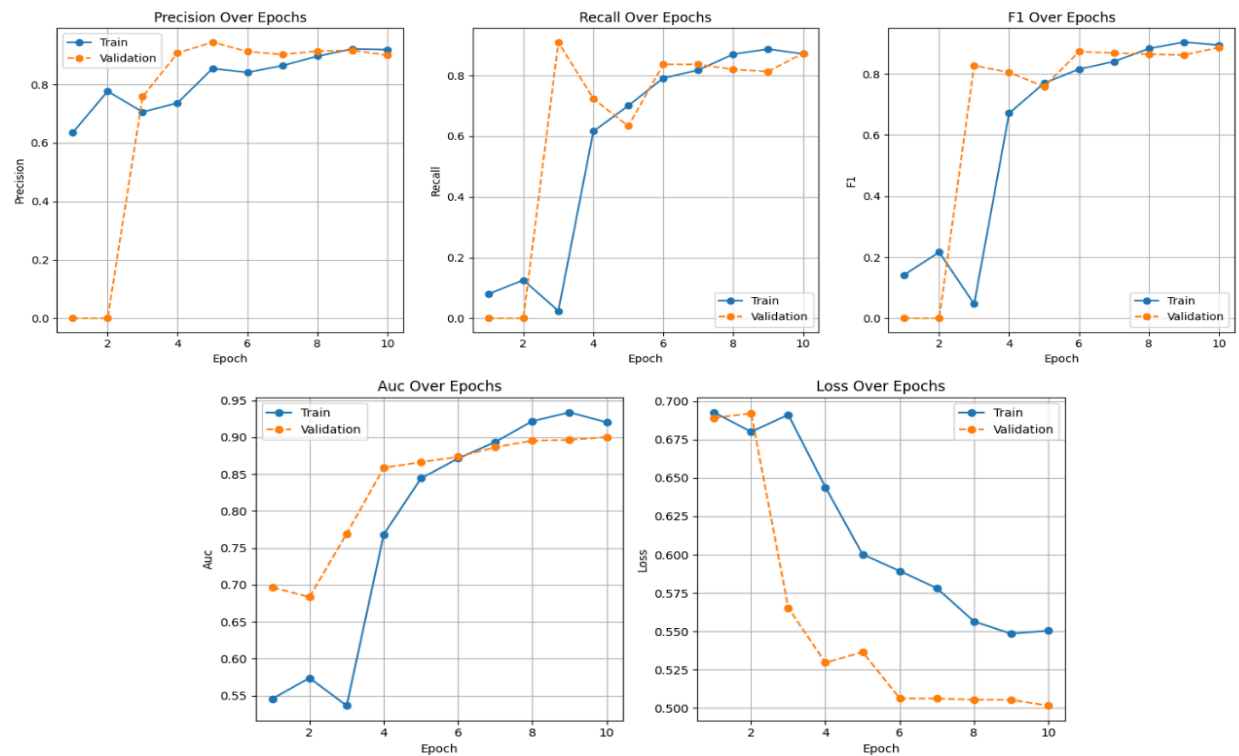 Precision Over Epochs
Train
Validation
Precision
0.8
0.6
0.4
0.2
0.0
2
4
6
8
10
Epoch
Recall Over Epochs
Recall
0.8
0.6
0.4
0.2
0.0
Train
Validation
2
4
6
8
10
Epoch
F1 Over Epochs
F1
0.8
0.6
0.4
0.2
0.0
Train
Validation
2
4
6
8
10
Epoch
Auc Over Epochs
Train
Validation
Auc
0.95
0.90
0.85
0.80
0.75
0.70
0.65
0.60
0.55
2
4
6
8
10
Epoch
Loss Over Epochs
Train
Validation
Loss
0.700
0.675
0.650
0.625
0.600
0.575
0.550
0.525
0.500
2
4
6
8
10
Epoch